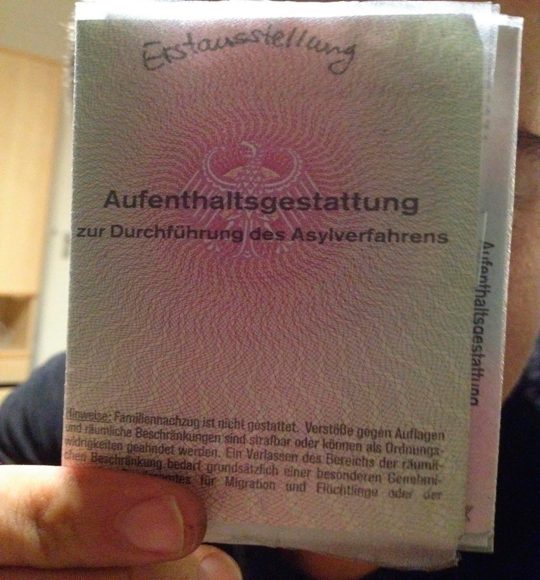 Erstausstellung
Aufenthaltsgestattung
zur Durchführung des Asylverfahrens
Hinweise: Familiennachzug ist nicht gestattet. Verstöße gegen Auflagen
und räumliche Beschränkungen sind strafbar oder können als Ordnungs-
widrigkeiten geahndet werden. Ein Verlassen des Bereichs der räumli-
chen Beschränkung bedarf grundsätzlich einer besonderen Genehmi-
für Migration und Flüchtlinge oder der
Aufenthaltsgestattung